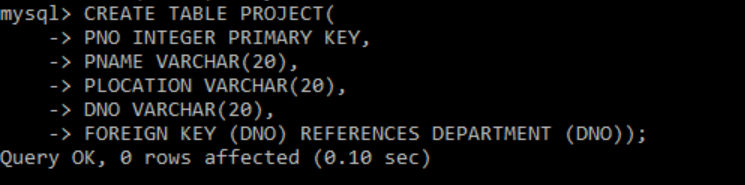 mysql> CREATE TABLE PROJECT(
    -> PNO INTEGER PRIMARY KEY,
    -> PNAME VARCHAR(20),
    -> PLOCATION VARCHAR(20),
    -> DNO VARCHAR(20),
    -> FOREIGN KEY (DNO) REFERENCES DEPARTMENT (DNO));
Query OK, 0 rows affected (0.10 sec)